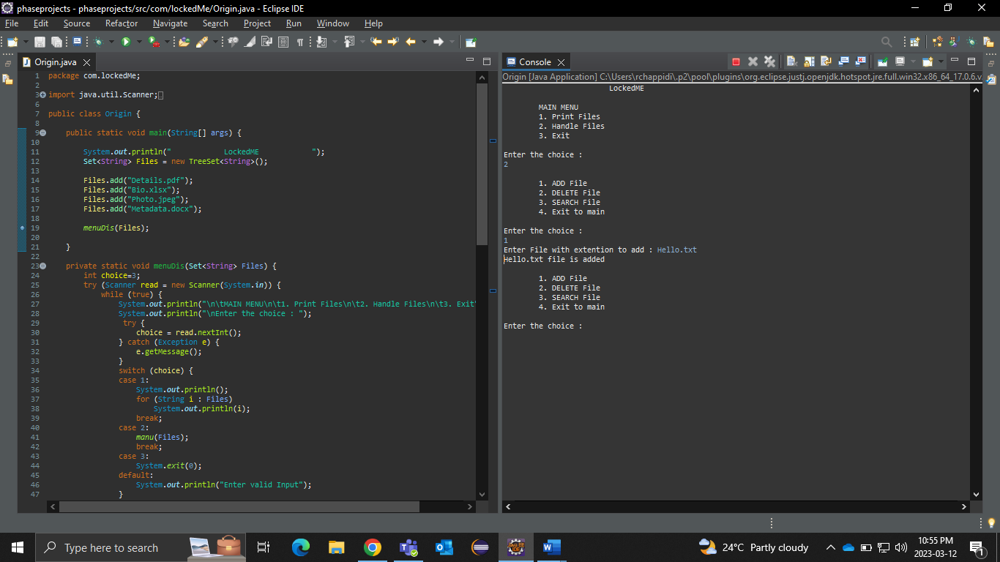 phaseprojects - phaseprojects/src/com/lockedMe/Origin.java - Eclipse IDE
File Edit Source Refactor Navigate Search Project Run Window Help
Origin.java
1 package com.lockedMe;
2
3 import java.util.Scanner;
6
7 public class Origin {
8
9 public static void main(String[] args) {
10
11 System.out.println("            LockedME            ");
12 Set<String> Files = new TreeSet<String>();
13
14 Files.add("Details.pdf");
15 Files.add("Bio.xlsx");
16 Files.add("Photo.jpeg");
17 Files.add("Metadata.docx");
18
19 menuDis(Files);
20
21 }
22
23 private static void menuDis(Set<String> Files) {
24 int choice=3;
25 try (Scanner read = new Scanner(System.in)) {
26 while (true) {
27 System.out.println("\n\tMAIN MENU\n\t1. Print Files\n\t2. Handle Files\n\t3. Exit"
28 System.out.println("\nEnter the choice : ");
29 try {
30 choice = read.nextInt();
31 } catch (Exception e) {
32 e.getMessage();
33 }
34 switch (choice) {
35 case 1:
36 System.out.println();
37 for (String i : Files)
38 System.out.println(i);
39 break;
40 case 2:
41 manu(Files);
42 break;
43 case 3:
44 System.exit(0);
45 default:
46 System.out.println("Enter valid Input");
47 }
Console
Origin [Java Application] C:\Users\rchappidi\.p2\pool\plugins\org.eclipse.justj.openjdk.hotspot.jre.full.win32.x86_64_17.0.6.v
LockedME
MAIN MENU
1. Print Files
2. Handle Files
3. Exit
Enter the choice :
2
1. ADD File
2. DELETE File
3. SEARCH File
4. Exit to main
Enter the choice :
1
Enter File with extention to add : Hello.txt
Hello.txt file is added
1. ADD File
2. DELETE File
3. SEARCH File
4. Exit to main
Enter the choice :
Type here to search
24°C Partly cloudy
10:55 PM
2023-03-12
1